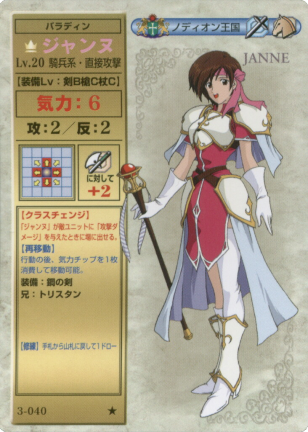 パラディン
ジャンヌ
Lv.20 騎兵系・直接攻撃
【装備Lv：剣B槍C杖C】
気力：6
攻：2／反：2
に対して
+2
【クラスチェンジ】
『ジャンヌ』が敵ユニットに「攻撃ダ
メージ」を与えたときに場に出せる。
【再移動】
行動の後、気力チップを1枚
消費して移動可能。
装備：鋼の剣
兄：トリスタン
【修練】手札から山札に戻して1ドロー
3-040
★
ノディオン王国
JANNE